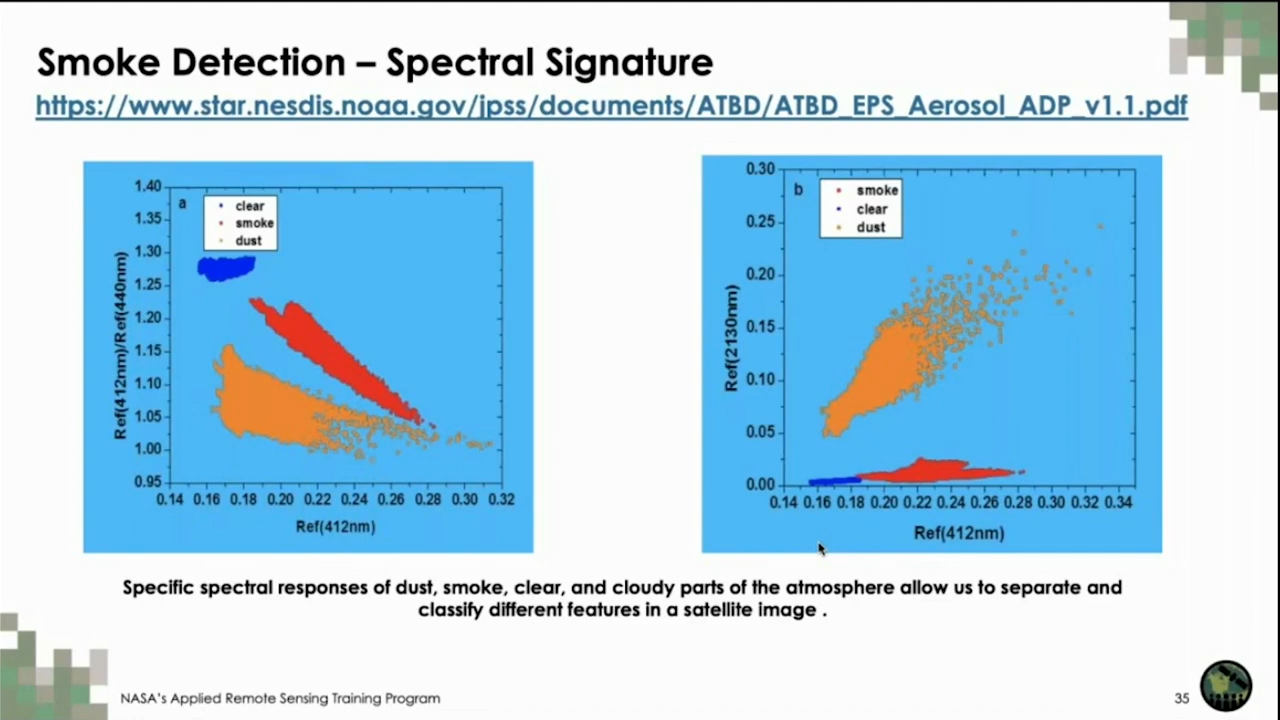 Smoke Detection – Spectral Signature
https://www.star.nesdis.noaa.gov/jpss/documents/ATBD/ATBD_EPS_Aerosol_ADP_v1.1.pdf
a
clear
smoke
dust
Ref(412nm)/Ref(440nm)
1.40
1.35
1.30
1.25
1.20
1.15
1.10
1.05
1.00
0.95
0.14 0.16 0.18 0.20 0.22 0.24 0.26 0.28 0.30 0.32
Ref(412nm)
b
smoke
clear
dust
Ref(2130nm)
0.30
0.25
0.20
0.15
0.10
0.05
0.00
0.14 0.16 0.18 0.20 0.22 0.24 0.26 0.28 0.30 0.32 0.34
Ref(412nm)
Specific spectral responses of dust, smoke, clear, and cloudy parts of the atmosphere allow us to separate and
classify different features in a satellite image .
NASA's Applied Remote Sensing Training Program
35